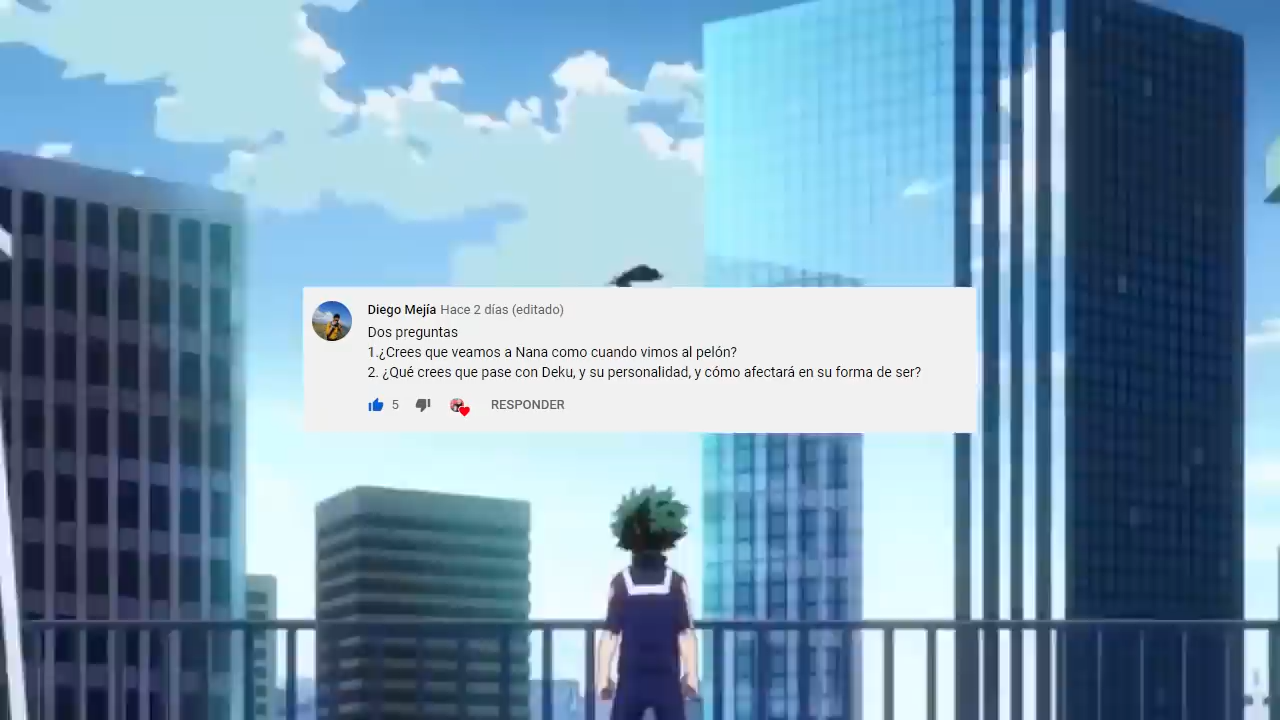 Diego Mejía Hace 2 días (editado)
Dos preguntas
1.¿Crees que veamos a Nana como cuando vimos al pelón?
2. ¿Qué crees que pase con Deku, y su personalidad, y cómo afectará en su forma de ser?
5 RESPONDER